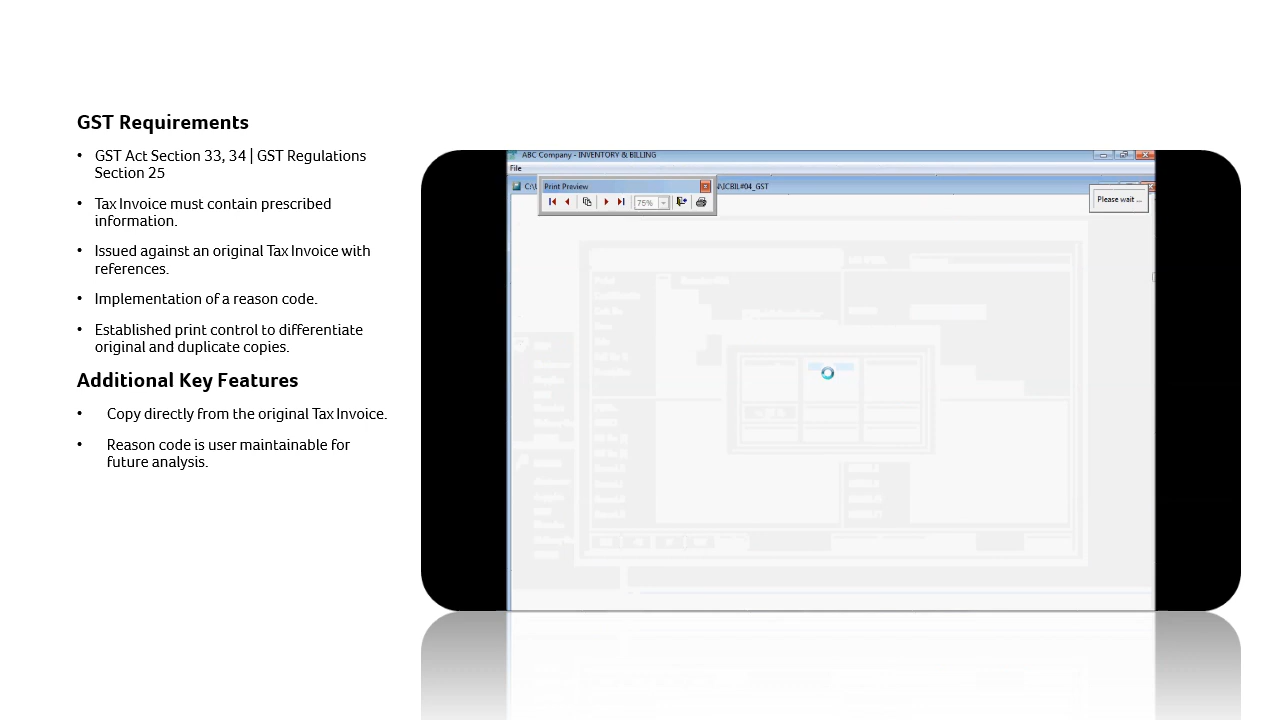 GST Requirements
• GST Act Section 33, 34 | GST Regulations
Section 25
• Tax Invoice must contain prescribed
information.
• Issued against an original Tax Invoice with
references.
• Implementation of a reason code.
• Established print control to differentiate
original and duplicate copies.
Additional Key Features
• Copy directly from the original Tax Invoice.
• Reason code is user maintainable for
future analysis.
ABC Company - INVENTORY & BILLING
File
Print Preview
75%
Please wait ...